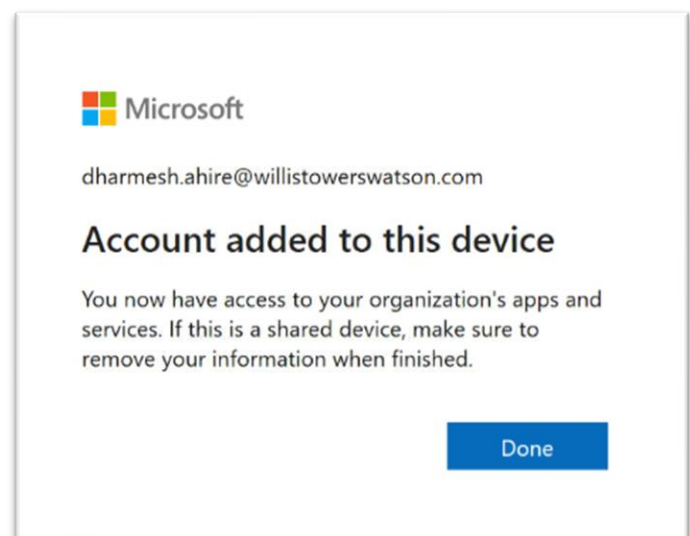 Microsoft
dharmesh.ahire@willistowerswatson.com
Account added to this device
You now have access to your organization's apps and
services. If this is a shared device, make sure to
remove your information when finished.
Done